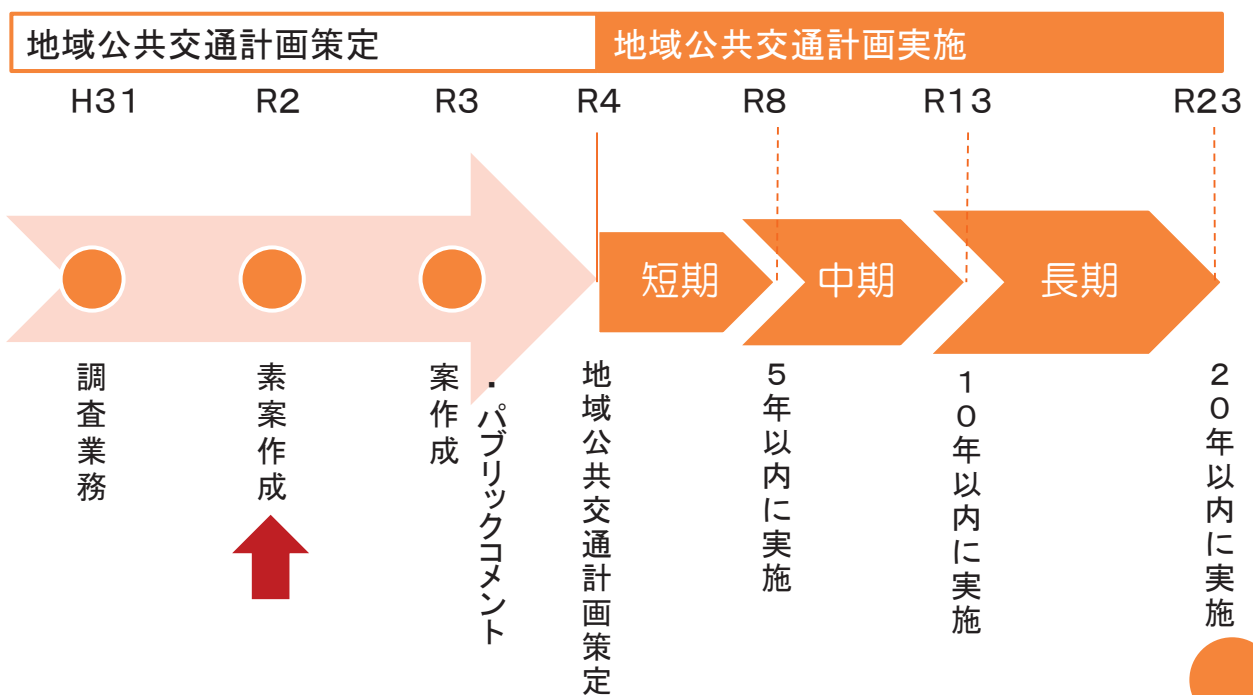 地域公共交通計画策定
地域公共交通計画実施
H31
R2
R3
R4
R8
R13
R23
短期
中期
長期
調査業務
素案作成
案作成
・パブリックコメント
地域公共交通計画策定
5年以内に実施
10年以内に実施
20年以内に実施